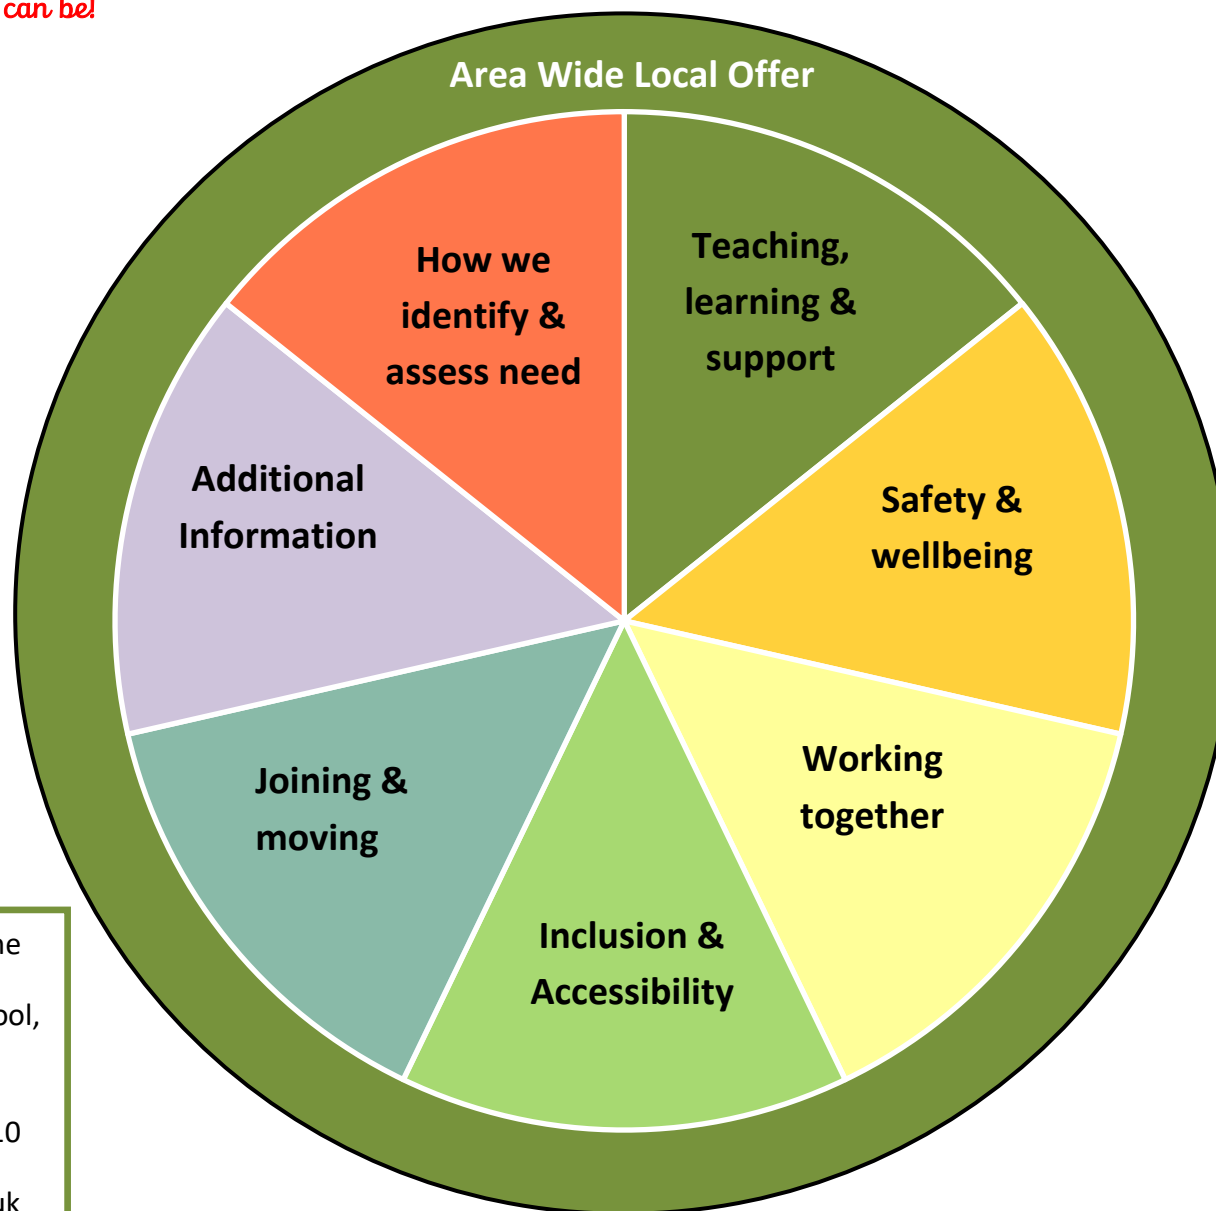 can be!
Area Wide Local Offer
How we
identify &
assess need
Teaching,
learning &
support
Safety &
wellbeing
Working
together
Inclusion &
Accessibility
Joining &
moving
Additional
Information